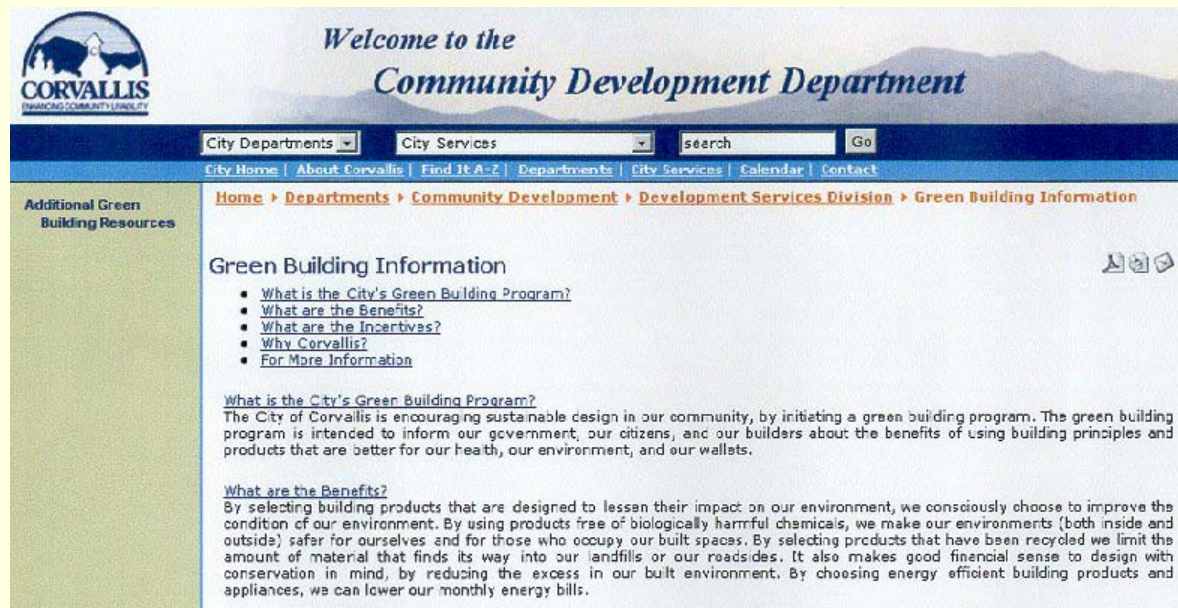 Welcome to the
Community Development Department
CORVALLIS
ENHANCING COMMUNITY LIVABILITY
City Departments City Services search Go
City Home | About Corvallis | Find It A-Z | Departments | City Services | Calendar | Contact
Additional Green
Building Resources
Home ▸ Departments ▸ Community Development ▸ Development Services Division ▸ Green Building Information
Green Building Information
• What is the City's Green Building Program?
• What are the Benefits?
• What are the Incentives?
• Why Corvallis?
• For More Information
What is the City's Green Building Program?
The City of Corvallis is encouraging sustainable design in our community, by initiating a green building program. The green building
program is intended to inform our government, our citizens, and our builders about the benefits of using building principles and
products that are better for our health, our environment, and our wallets.
What are the Benefits?
By selecting building products that are designed to lessen their impact on our environment, we consciously choose to improve the
condition of our environment. By using products free of biologically harmful chemicals, we make our environments (both inside and
outside) safer for ourselves and for those who occupy our built spaces. By selecting products that have been recycled we limit the
amount of material that finds its way into our landfills or our roadsides. It also makes good financial sense to design with
conservation in mind, by reducing the excess in our built environment. By choosing energy efficient building products and
appliances, we can lower our monthly energy bills.